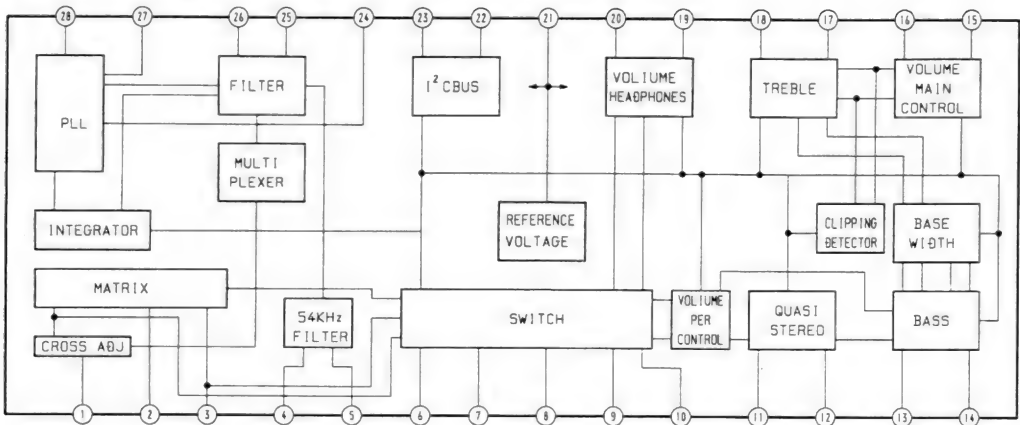 28 27 26 25 24 23 22 21 20 19 18 17 16 15
PLL
FILTER
I² CBUS
VOLIUME
HEADPHONES
TREBLE
VOLUME
MAIN
CONTROL
MULTI
PLEXER
INTEGRATOR
REFERENCE
VOLTAGE
CLIPPING
DETECTOR
BASE
WIDTH
MATRIX
CROSS ADJ
54KHz
FILTER
SWITCH
VOLIUME
PER
CONTROL
QUASI
STEREO
BASS
1 2 3 4 5 6 7 8 9 10 11 12 13 14